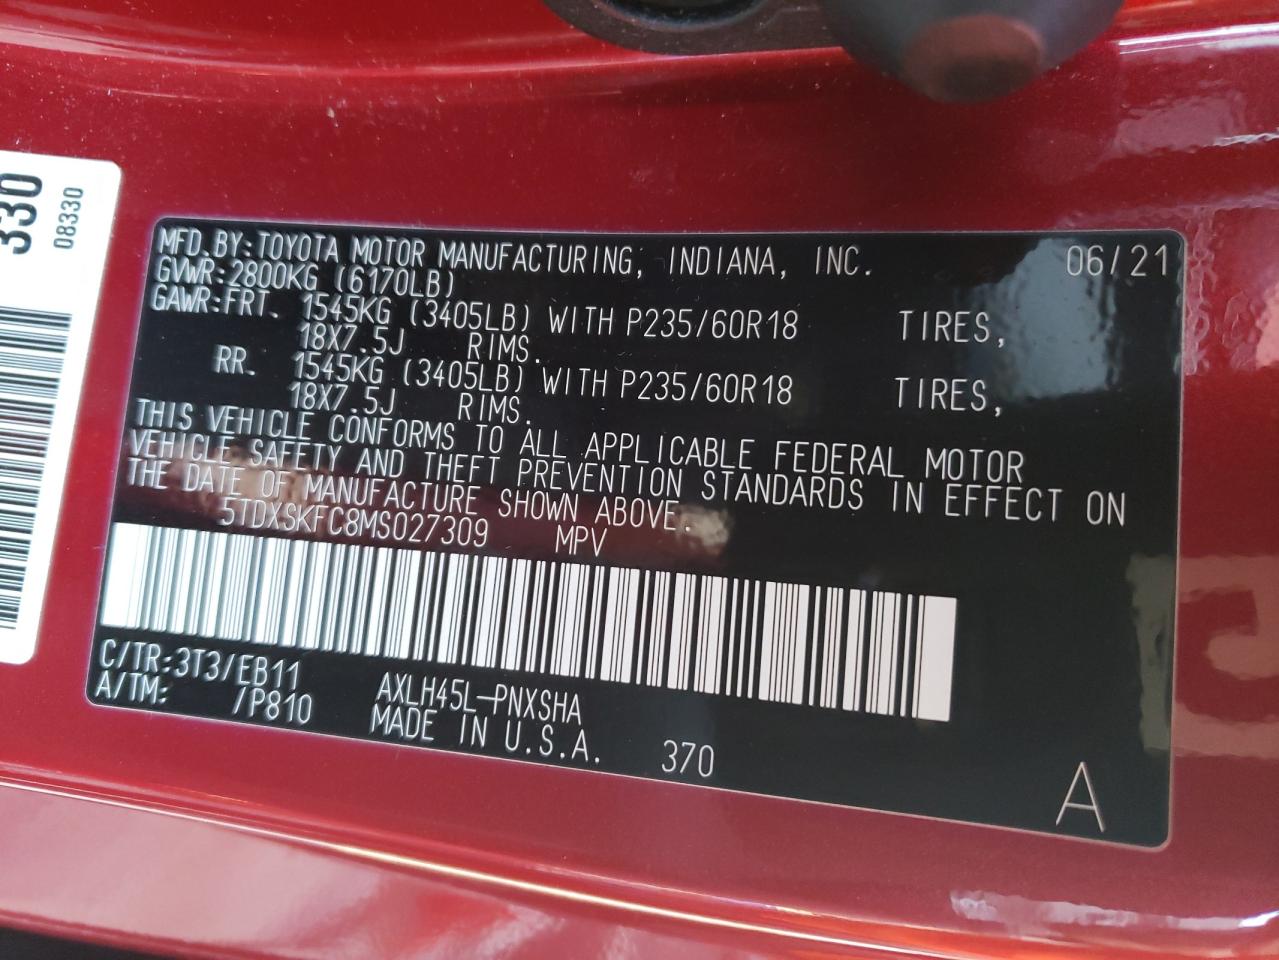 330
08330
MFD.BY:TOYOTA MOTOR MANUFACTURING, INDIANA, INC. 06/21
GVWR:2800KG (6170LB)
GAWR:FRT. 1545KG (3405LB) WITH P235/60R18 TIRES,
18X7.5J RIMS.
RR. 1545KG (3405LB) WITH P235/60R18 TIRES,
18X7.5J RIMS.
THIS VEHICLE CONFORMS TO ALL APPLICABLE FEDERAL MOTOR
VEHICLE SAFETY AND THEFT PREVENTION STANDARDS IN EFFECT ON
THE DATE OF MANUFACTURE SHOWN ABOVE.
5TDXSKFC8MS027309 MPV
C/TR:3T3/EB11 AXLH45L-PNXSHA
A/TM: /P810 MADE IN U.S.A. 370
A